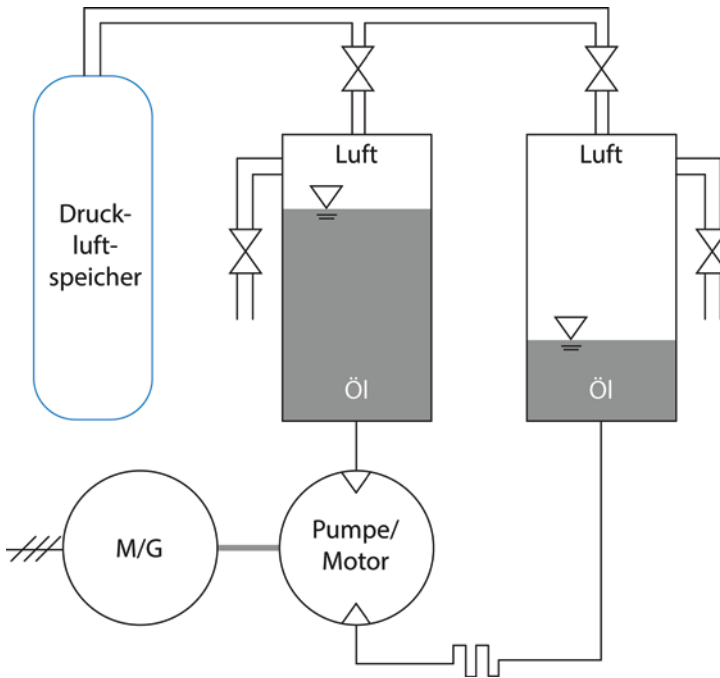 Luft
Luft
Druck-
luft-
speicher
Öl
Öl
M/G
Pumpe/
Motor